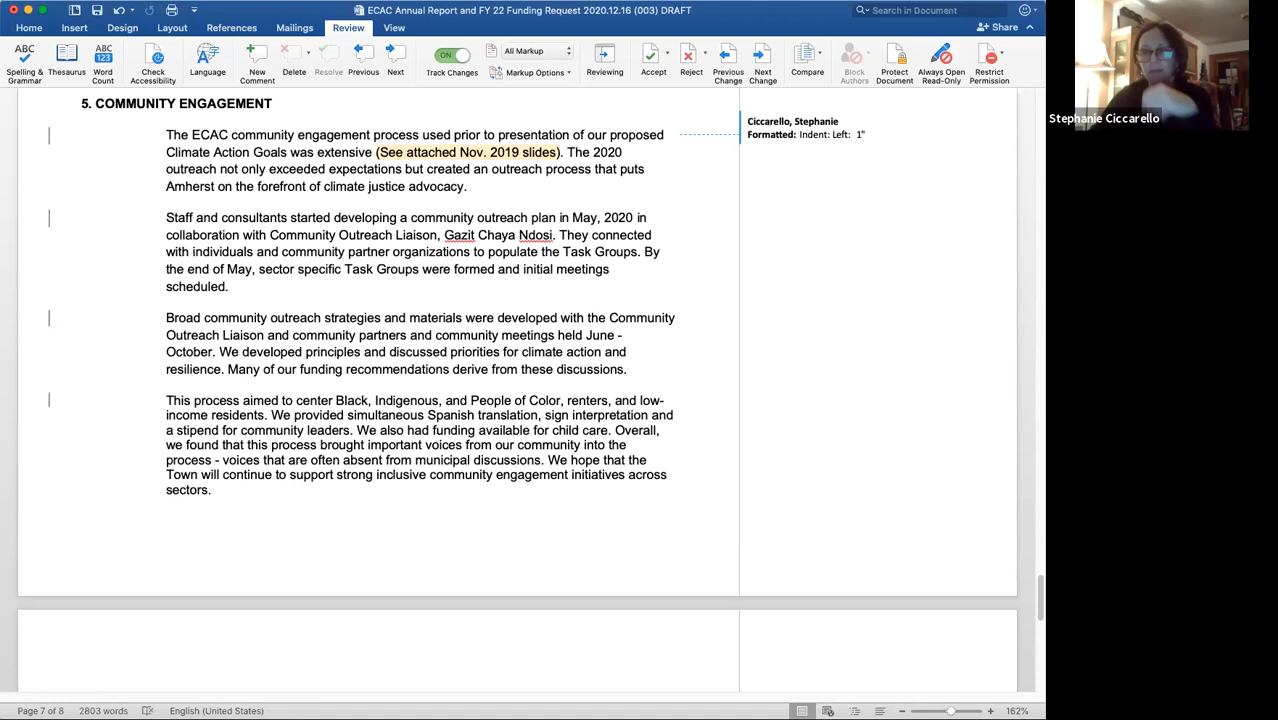 ECAC Annual Report and FY 22 Funding Request 2020.12.16 (003) DRAFT
Search in Document
Home Insert Design Layout References Mailings Review View
Share
ABC
Spelling & Grammar
Thesaurus
ABC
123
Word Count
Check Accessibility
Language
New Comment
Delete
Resolve
Previous
Next
ON
Track Changes
All Markup
Markup Options
Reviewing
Accept
Reject
Previous Change
Next Change
Compare
Block Authors
Protect Document
Always Open Read-Only
Restrict Permission
5. COMMUNITY ENGAGEMENT
The ECAC community engagement process used prior to presentation of our proposed
Climate Action Goals was extensive (See attached Nov. 2019 slides). The 2020
outreach not only exceeded expectations but created an outreach process that puts
Amherst on the forefront of climate justice advocacy.
Staff and consultants started developing a community outreach plan in May, 2020 in
collaboration with Community Outreach Liaison, Gazit Chaya Ndosi. They connected
with individuals and community partner organizations to populate the Task Groups. By
the end of May, sector specific Task Groups were formed and initial meetings
scheduled.
Broad community outreach strategies and materials were developed with the Community
Outreach Liaison and community partners and community meetings held June -
October. We developed principles and discussed priorities for climate action and
resilience. Many of our funding recommendations derive from these discussions.
This process aimed to center Black, Indigenous, and People of Color, renters, and low-
income residents. We provided simultaneous Spanish translation, sign interpretation and
a stipend for community leaders. We also had funding available for child care. Overall,
we found that this process brought important voices from our community into the
process - voices that are often absent from municipal discussions. We hope that the
Town will continue to support strong inclusive community engagement initiatives across
sectors.
Ciccarello, Stephanie
Formatted: Indent: Left: 1"
Stephanie Ciccarello
Page 7 of 8 2803 words English (United States) 162%